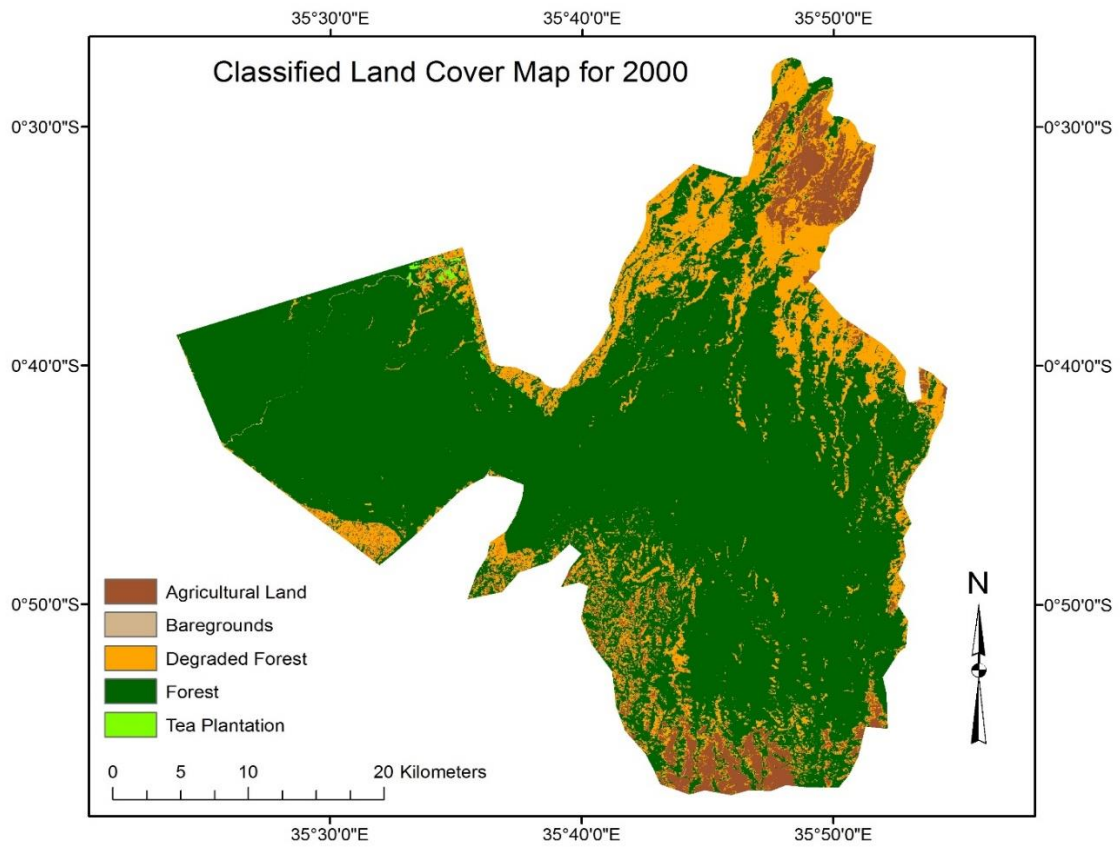 35°30'0"E 35°40'0"E 35°50'0"E
Classified Land Cover Map for 2000
0°30'0"S 0°30'0"S
0°40'0"S 0°40'0"S
0°50'0"S 0°50'0"S
Agricultural Land
Baregrounds
Degraded Forest
Forest
Tea Plantation
N
0 5 10 20 Kilometers
35°30'0"E 35°40'0"E 35°50'0"E